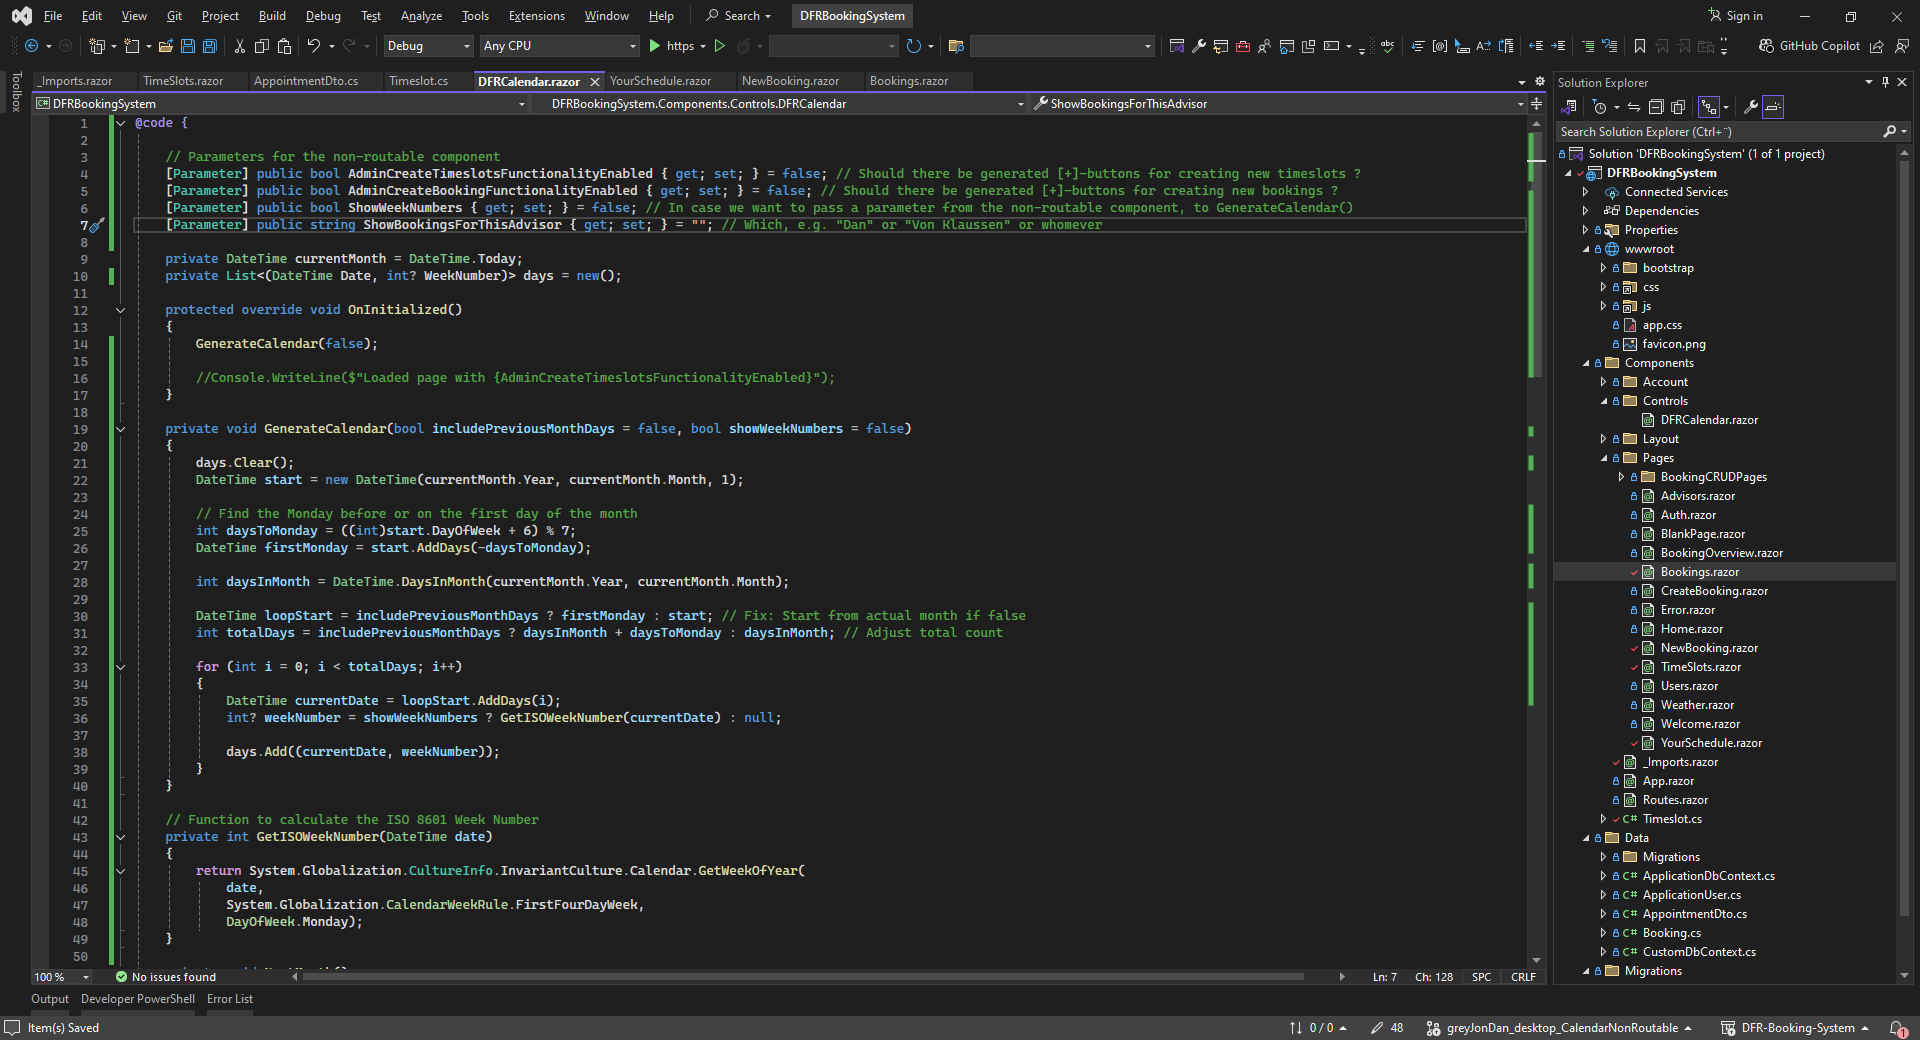 File Edit View Git Project Build Debug Test Analyze Tools Extensions Window Help Search DFRBookingSystem Sign in
Debug Any CPU https GitHub Copilot
Toolbox
_Imports.razor TimeSlots.razor AppointmentDto.cs Timeslot.cs DFRCalendar.razor YourSchedule.razor NewBooking.razor Bookings.razor
DFRBookingSystem DFRBookingSystem.Components.Controls.DFRCalendar ShowBookingsForThisAdvisor
1 @code {
2
3 // Parameters for the non-routable component
4 [Parameter] public bool AdminCreateTimeslotsFunctionalityEnabled { get; set; } = false; // Should there be generated [+]-buttons for creating new timeslots ?
5 [Parameter] public bool AdminCreateBookingFunctionalityEnabled { get; set; } = false; // Should there be generated [+]-buttons for creating new bookings ?
6 [Parameter] public bool ShowWeekNumbers { get; set; } = false; // In case we want to pass a parameter from the non-routable component, to GenerateCalendar()
7 [Parameter] public string ShowBookingsForThisAdvisor { get; set; } = ""; // Which, e.g. "Dan" or "Von Klaussen" or whomever
8
9 private DateTime currentMonth = DateTime.Today;
10 private List<(DateTime Date, int? WeekNumber)> days = new();
11
12 protected override void OnInitialized()
13 {
14 GenerateCalendar(false);
15
16 //Console.WriteLine($"Loaded page with {AdminCreateTimeslotsFunctionalityEnabled}");
17 }
18
19 private void GenerateCalendar(bool includePreviousMonthDays = false, bool showWeekNumbers = false)
20 {
21 days.Clear();
22 DateTime start = new DateTime(currentMonth.Year, currentMonth.Month, 1);
23
24 // Find the Monday before or on the first day of the month
25 int daysToMonday = ((int)start.DayOfWeek + 6) % 7;
26 DateTime firstMonday = start.AddDays(-daysToMonday);
27
28 int daysInMonth = DateTime.DaysInMonth(currentMonth.Year, currentMonth.Month);
29
30 DateTime loopStart = includePreviousMonthDays ? firstMonday : start; // Fix: Start from actual month if false
31 int totalDays = includePreviousMonthDays ? daysInMonth + daysToMonday : daysInMonth; // Adjust total count
32
33 for (int i = 0; i < totalDays; i++)
34 {
35 DateTime currentDate = loopStart.AddDays(i);
36 int? weekNumber = showWeekNumbers ? GetISOWeekNumber(currentDate) : null;
37
38 days.Add((currentDate, weekNumber));
39 }
40 }
41
42 // Function to calculate the ISO 8601 Week Number
43 private int GetISOWeekNumber(DateTime date)
44 {
45 return System.Globalization.CultureInfo.InvariantCulture.Calendar.GetWeekOfYear(
46 date,
47 System.Globalization.CalendarWeekRule.FirstFourDayWeek,
48 DayOfWeek.Monday);
49 }
50
100 % No issues found Ln: 7 Ch: 128 SPC CRLF
Output Developer PowerShell Error List
Item(s) Saved 0 / 0 48 greyJonDan_desktop_CalendarNonRoutable DFR-Booking-System 1
Solution Explorer
Search Solution Explorer (Ctrl+¨)
Solution 'DFRBookingSystem' (1 of 1 project)
DFRBookingSystem
Connected Services
Dependencies
Properties
wwwroot
bootstrap
css
js
app.css
favicon.png
Components
Account
Controls
DFRCalendar.razor
Layout
Pages
BookingCRUDPages
Advisors.razor
Auth.razor
BlankPage.razor
BookingOverview.razor
Bookings.razor
CreateBooking.razor
Error.razor
Home.razor
NewBooking.razor
TimeSlots.razor
Users.razor
Weather.razor
Welcome.razor
YourSchedule.razor
_Imports.razor
App.razor
Routes.razor
C# Timeslot.cs
Data
Migrations
C# ApplicationDbContext.cs
C# ApplicationUser.cs
C# AppointmentDto.cs
C# Booking.cs
C# CustomDbContext.cs
Migrations